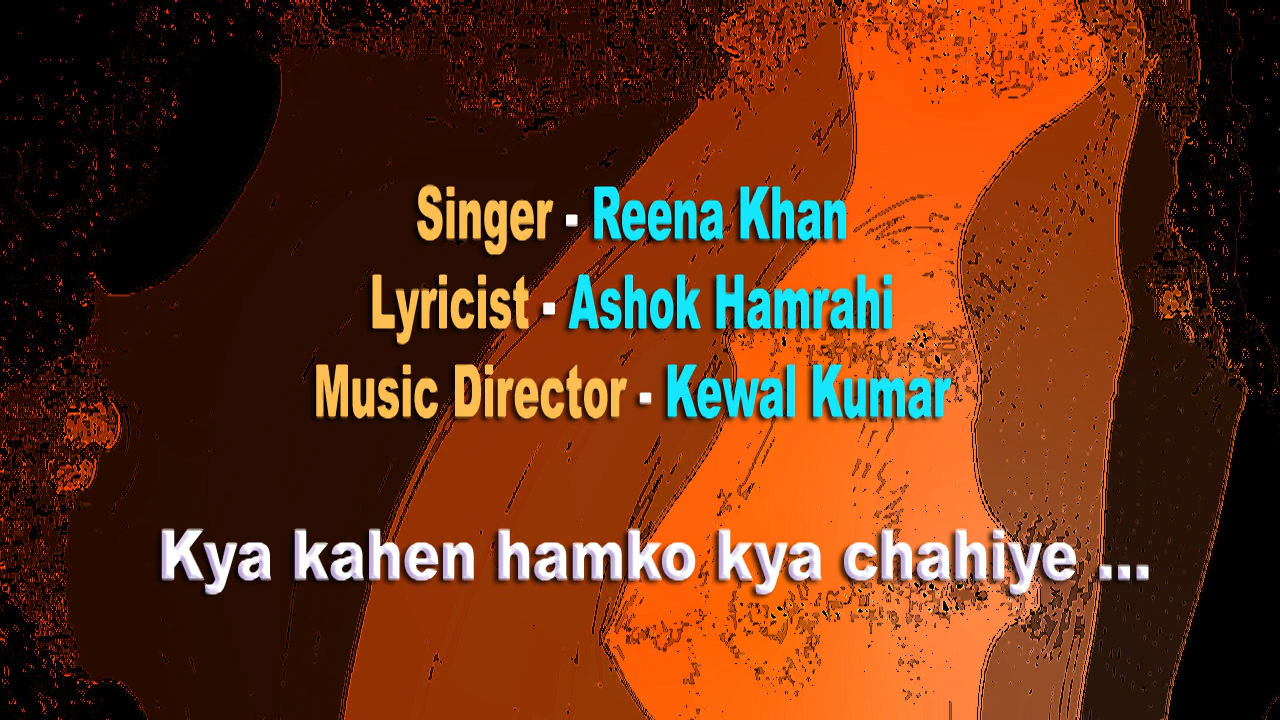 Singer - Reena Khan
Lyricist - Ashok Hamrahi
Music Director - Kewal Kumar
Kya kahen hamko kya chahiye ...